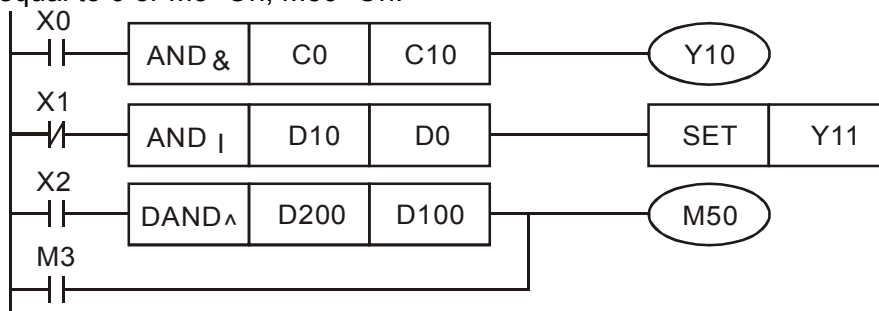 equal to 0 or M3=On, M50=On.
X0
AND & C0 C10 Y10
X1
AND | D10 D0 SET Y11
X2
DAND ^ D200 D100 M50
M3